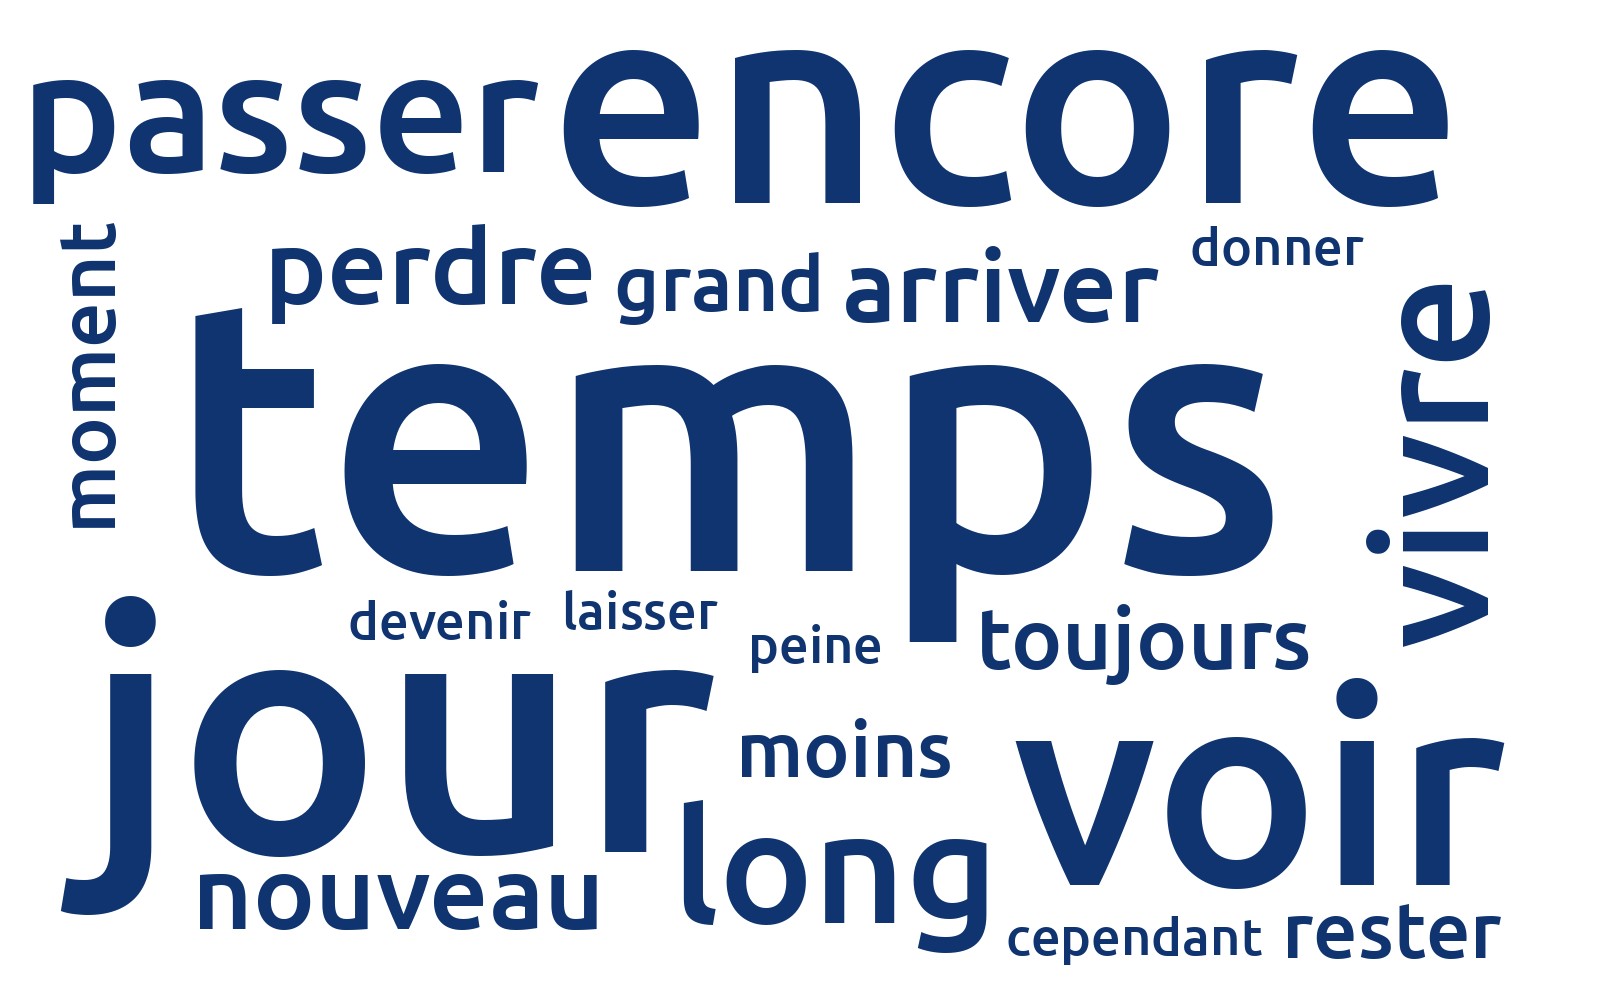 passer
encore
moment
perdre
grand
arriver
donner
temps
vivre
devenir
laisser
peine
toujours
jour
moins
voir
long
nouveau
cependant
rester